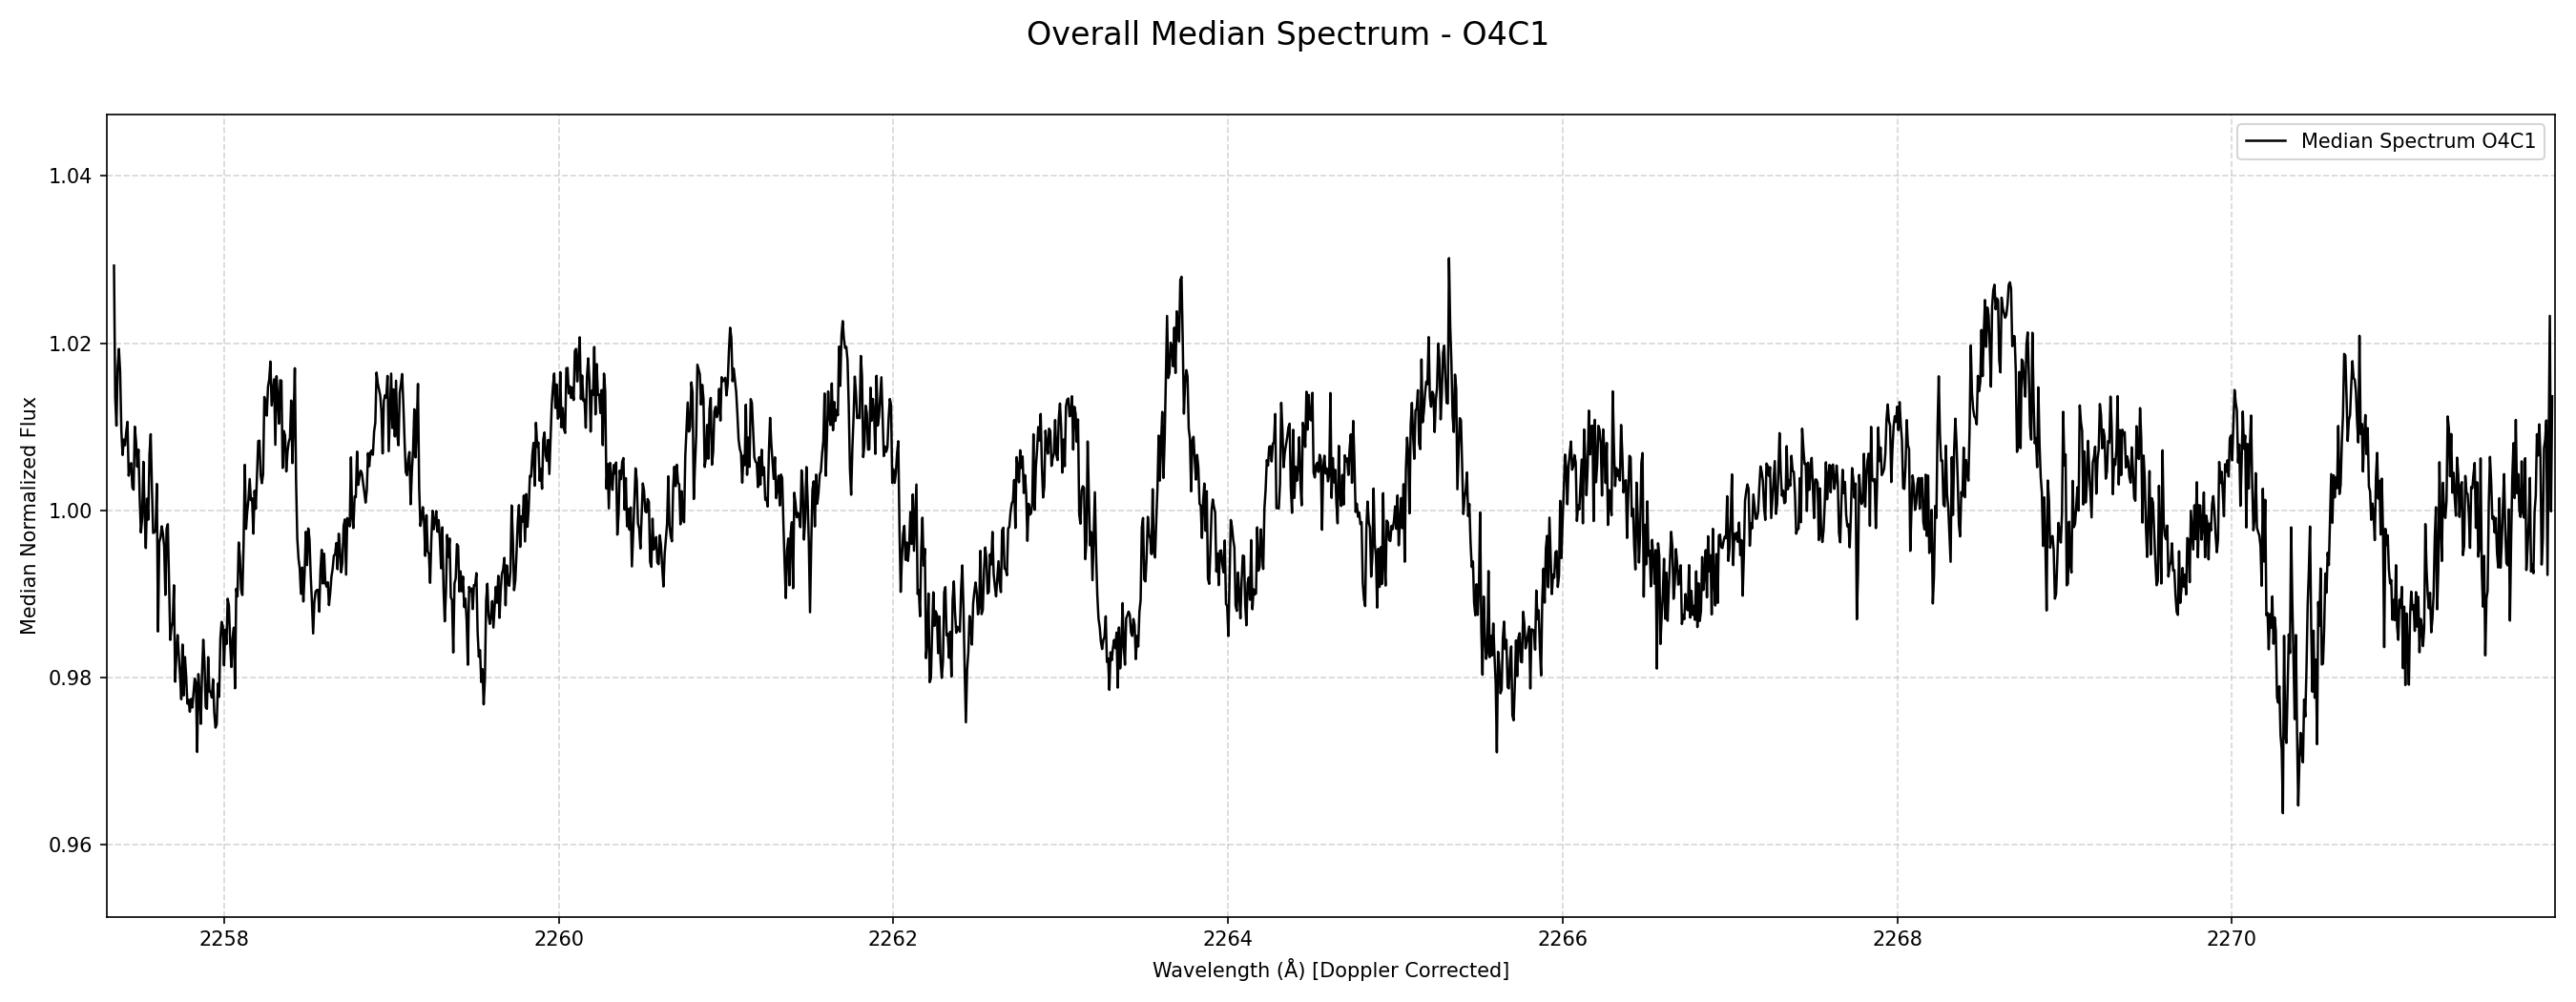 Overall Median Spectrum - O4C1
Median Spectrum O4C1
Median Normalized Flux
1.04
1.02
1.00
0.98
0.96
2258 2260 2262 2264 2266 2268 2270
Wavelength (Å) [Doppler Corrected]